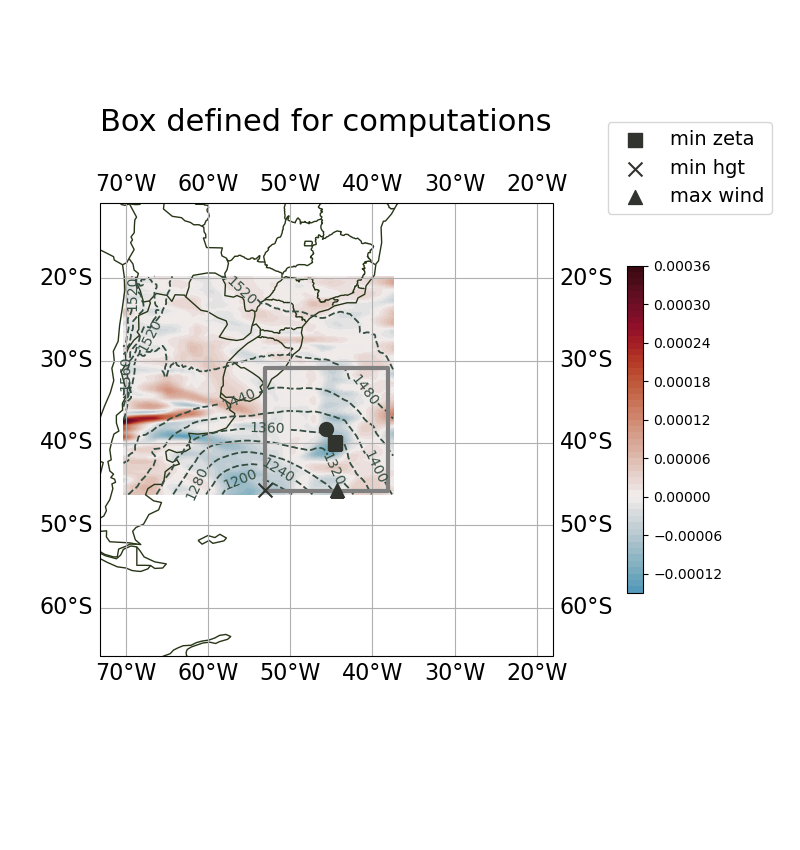 Box defined for computations
min zeta
min hgt
max wind
70°W 60°W 50°W 40°W 30°W 20°W
20°S 20°S
30°S 30°S
40°S 40°S
50°S 50°S
60°S 60°S
70°W 60°W 50°W 40°W 30°W 20°W
1520
1520
1520
1480
1360
1240
1200
1280
1320
1400
0.00036
0.00030
0.00024
0.00018
0.00012
0.00006
0.00000
−0.00006
−0.00012